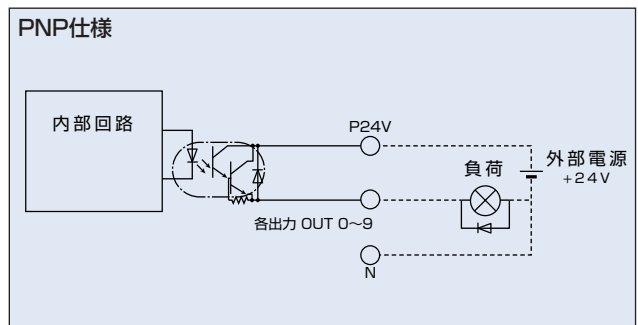 PNP仕様
内部回路
P24V
負荷
外部電源
+24V
各出力 OUT 0～9
N